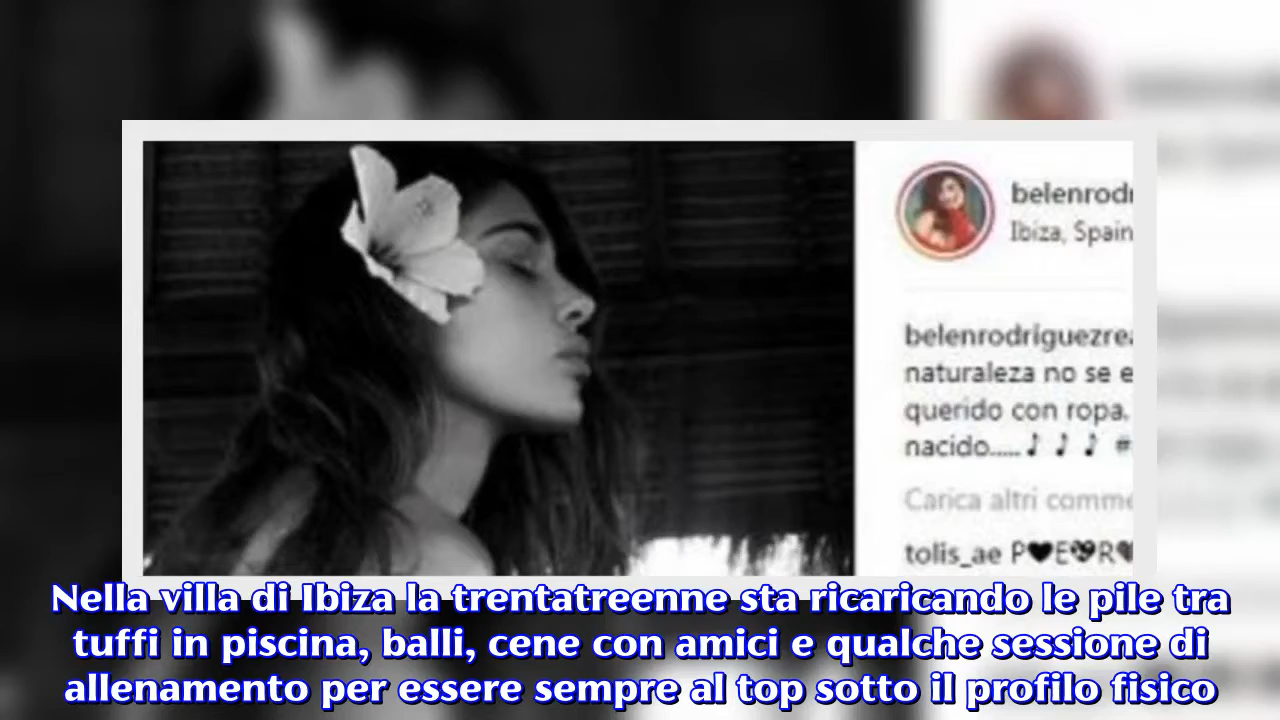 belenrodr
Ibiza, Spain
belenrodriguezrea
naturaleza no se e
querido con ropa.
nacido.....♪ ♪ ♪ #
Carica altri comme
tolis_ae P♥E💖R♥
Nella villa di Ibiza la trentatreenne sta ricaricando le pile tra
tuffi in piscina, balli, cene con amici e qualche sessione di
allenamento per essere sempre al top sotto il profilo fisico